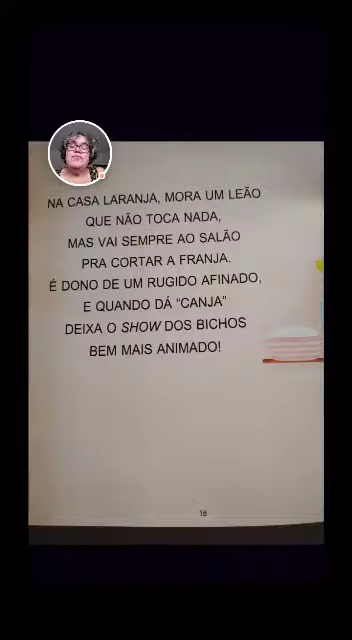 NA CASA LARANJA, MORA UM LEÃO
QUE NÃO TOCA NADA,
MAS VAI SEMPRE AO SALÃO
PRA CORTAR A FRANJA.
É DONO DE UM RUGIDO AFINADO,
E QUANDO DÁ “CANJA”
DEIXA O SHOW DOS BICHOS
BEM MAIS ANIMADO!
16